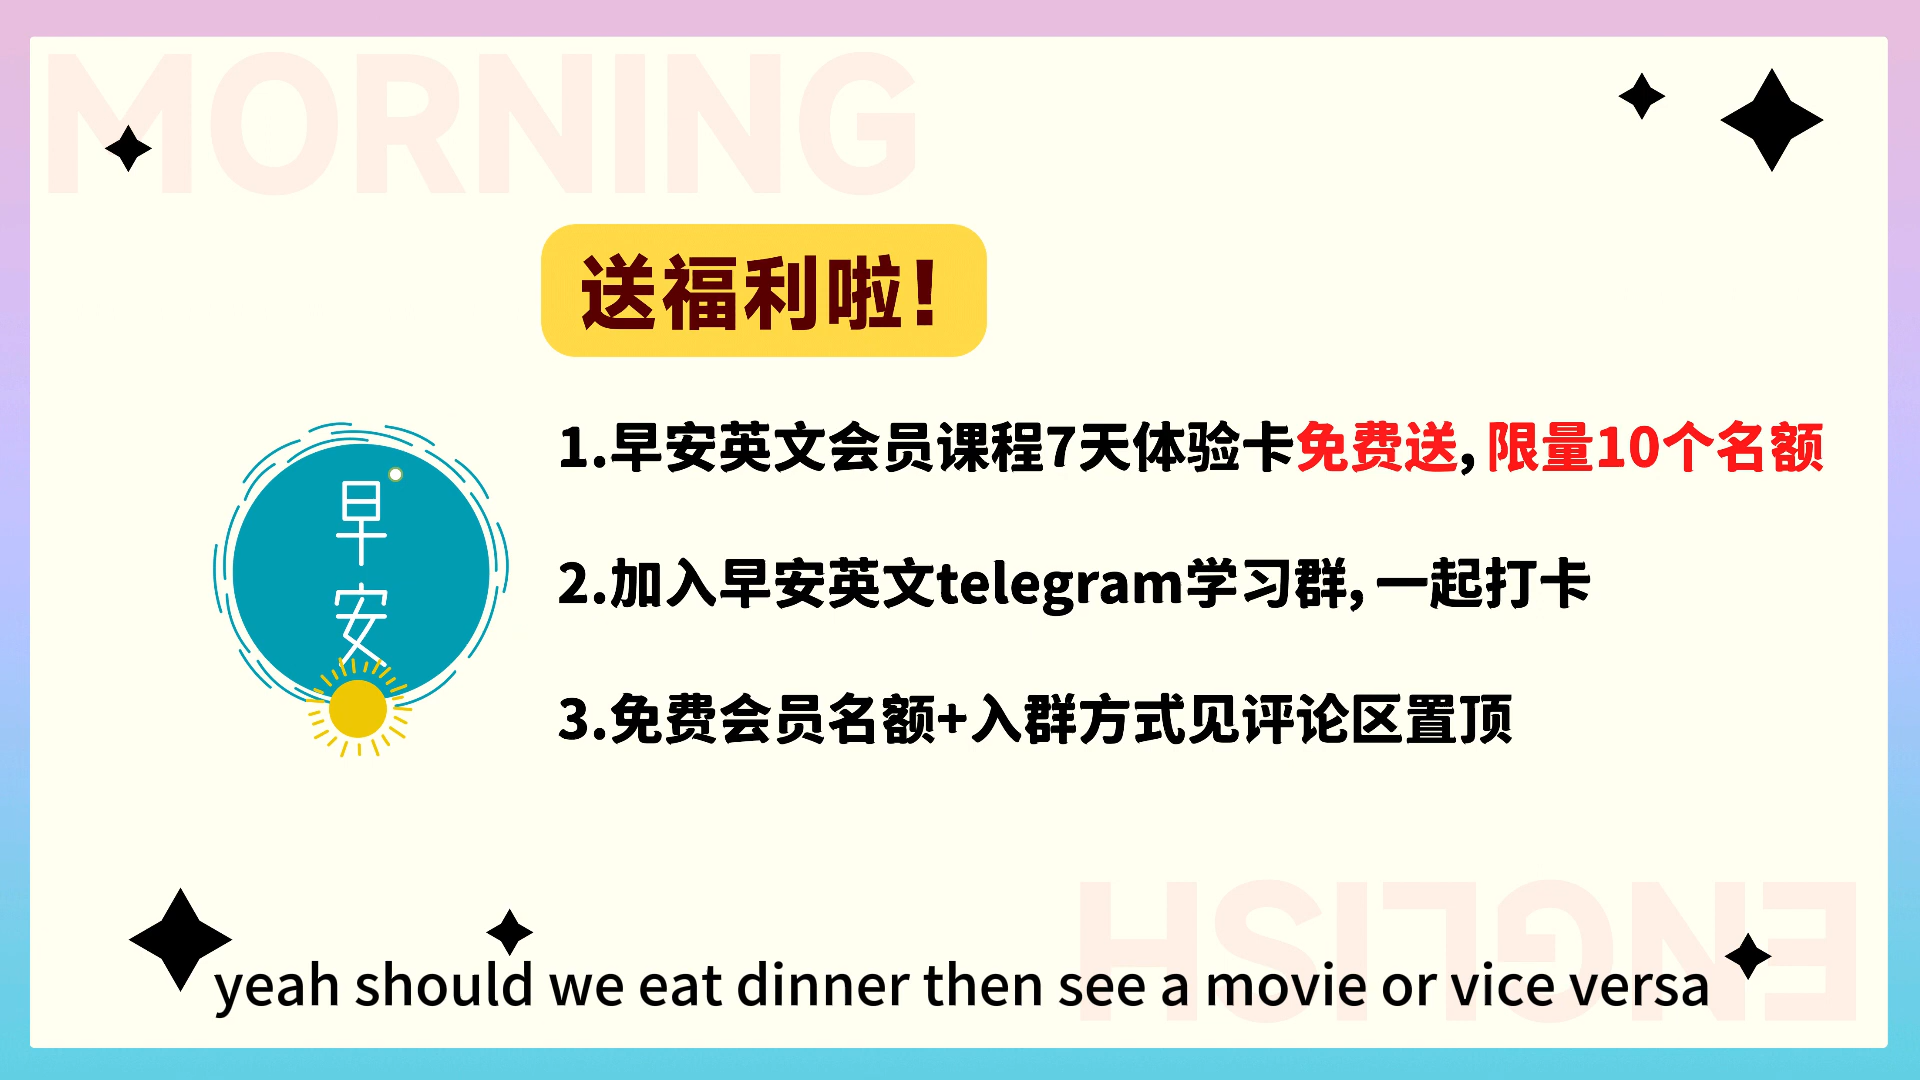 MORNING
送福利啦!
1.早安英文会员课程7天体验卡免费送, 限量10个名额
早
安
2.加入早安英文telegram学习群, 一起打卡
3.免费会员名额+入群方式见评论区置顶
ENGLISH
yeah should we eat dinner then see a movie or vice versa